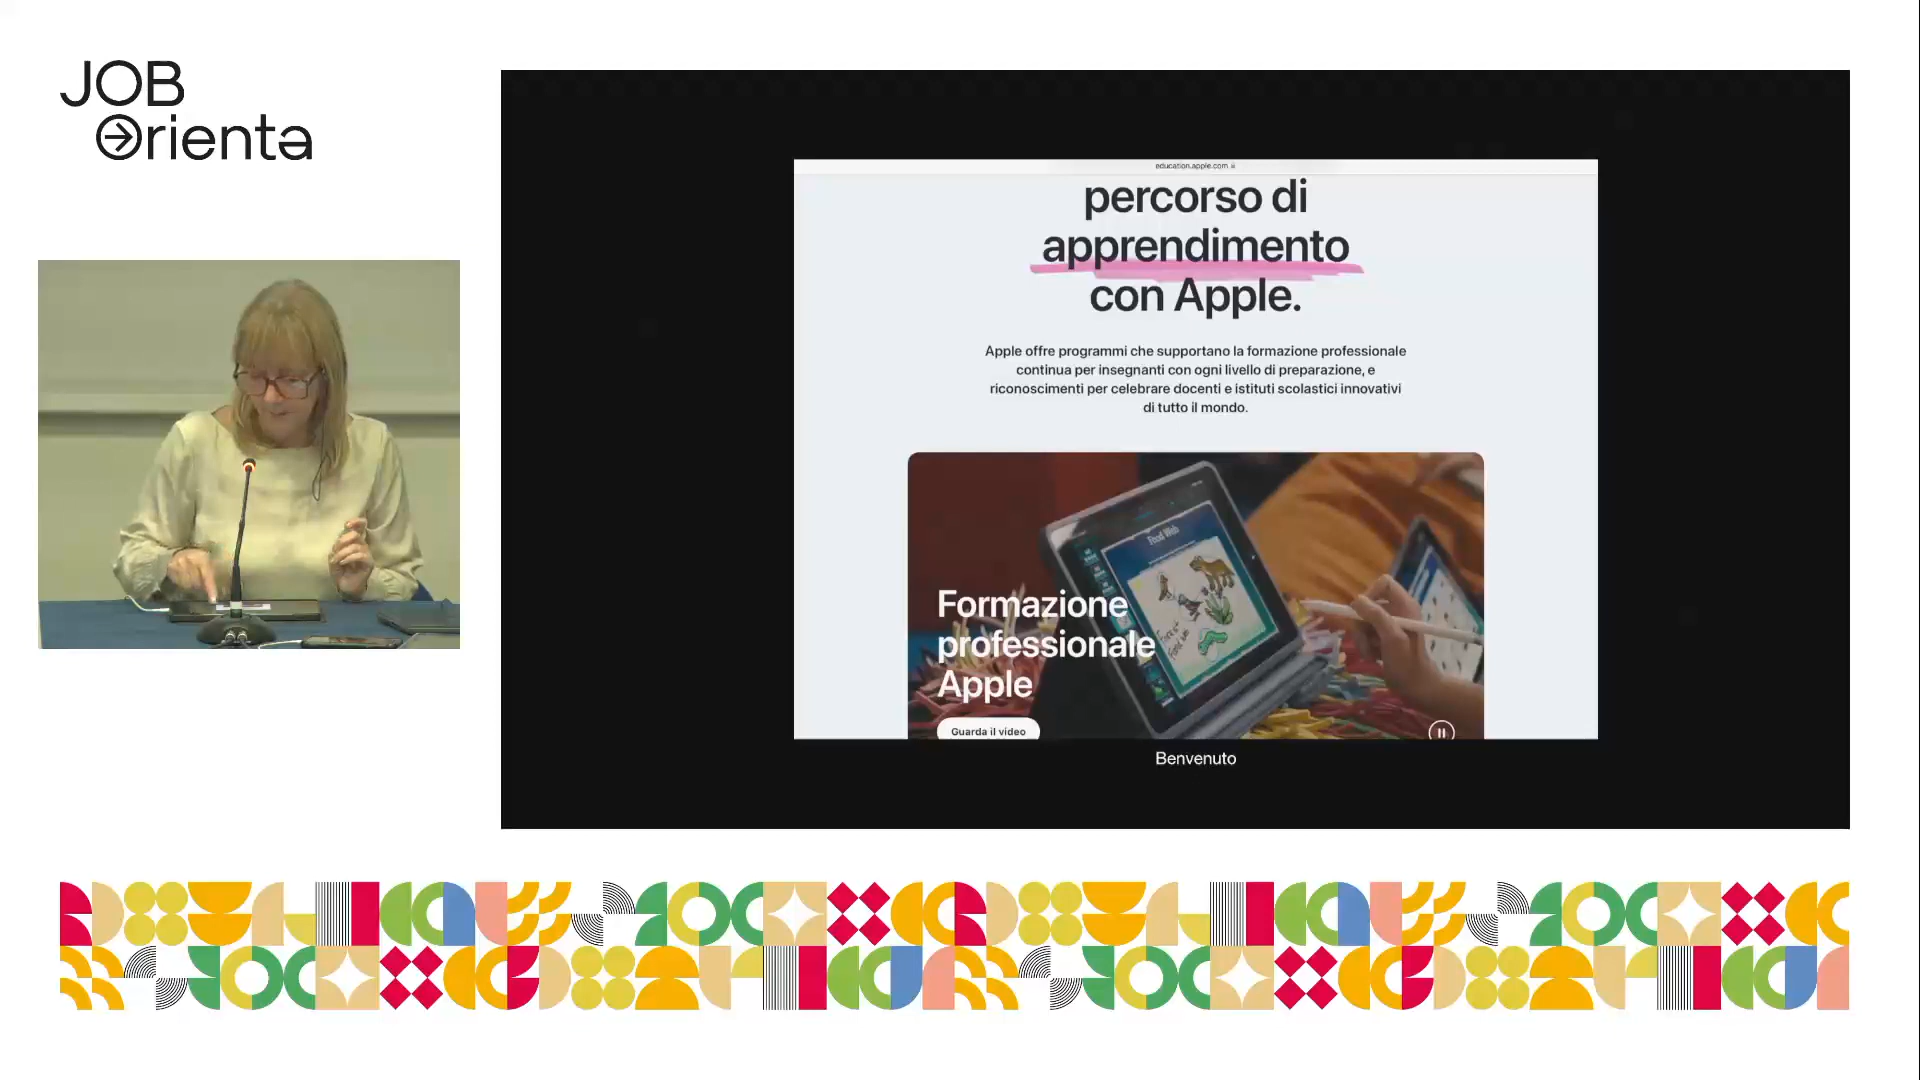 JOB
Orienta
education.apple.com
percorso di
apprendimento
con Apple.
Apple offre programmi che supportano la formazione professionale
continua per insegnanti con ogni livello di preparazione, e
riconoscimenti per celebrare docenti e istituti scolastici innovativi
di tutto il mondo.
Food Web
Formazione
professionale
Apple
Guarda il video
Benvenuto